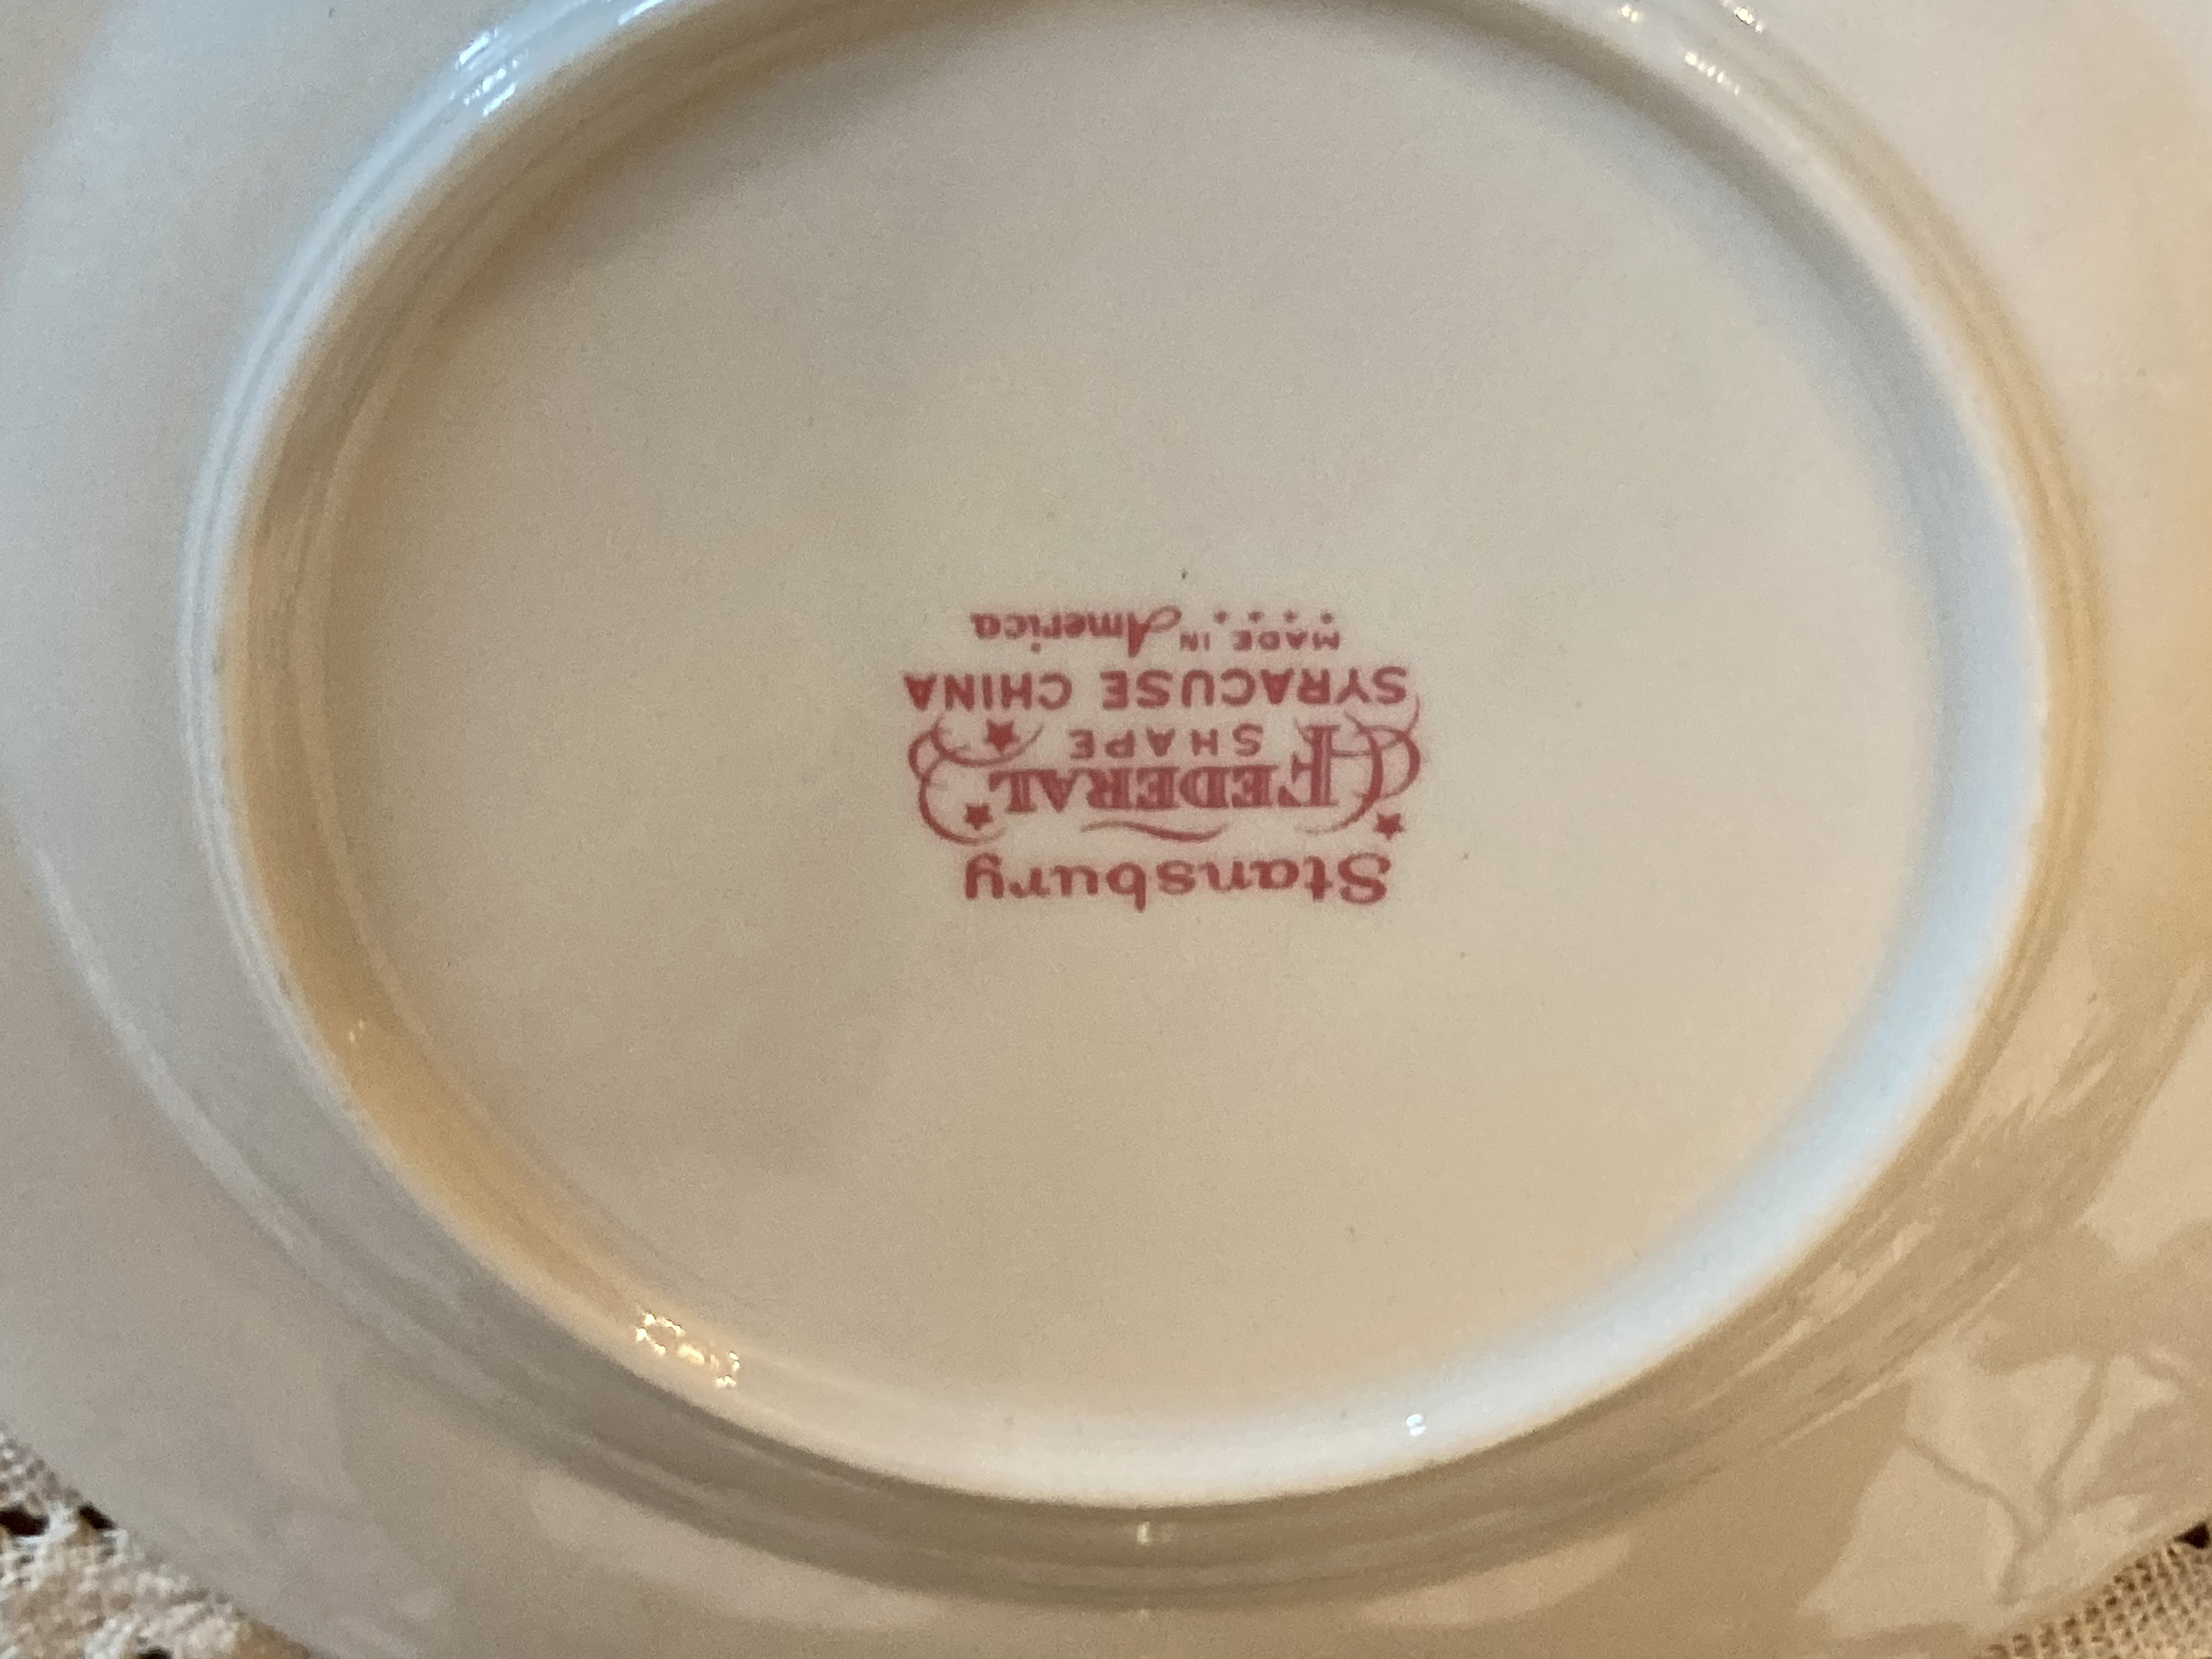 Stansbury
FEDERAL
SHAPE
SYRACUSE CHINA
MADE IN America